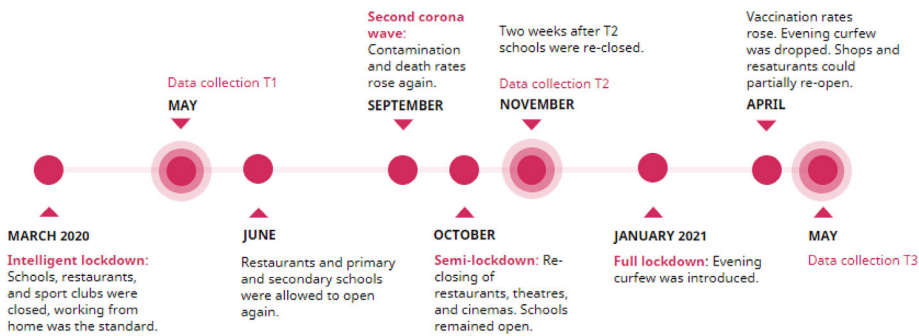 Second corona
wave:
Contamination
and death rates
rose again.
SEPTEMBER
Two weeks after T2
schools were re-closed.
Data collection T2
NOVEMBER
Vaccination rates
rose. Evening curfew
was dropped. Shops and
resaturants could
partially re-open.
APRIL
Data collection T1
MAY
MARCH 2020
Intelligent lockdown:
Schools, restaurants,
and sport clubs were
closed, working from
home was the standard.
JUNE
Restaurants and primary
and secondary schools
were allowed to open
again.
OCTOBER
Semi-lockdown: Re-
closing of
restaurants, theatres,
and cinemas. Schools
remained open.
JANUARY 2021
Full lockdown: Evening
curfew was introduced.
MAY
Data collection T3